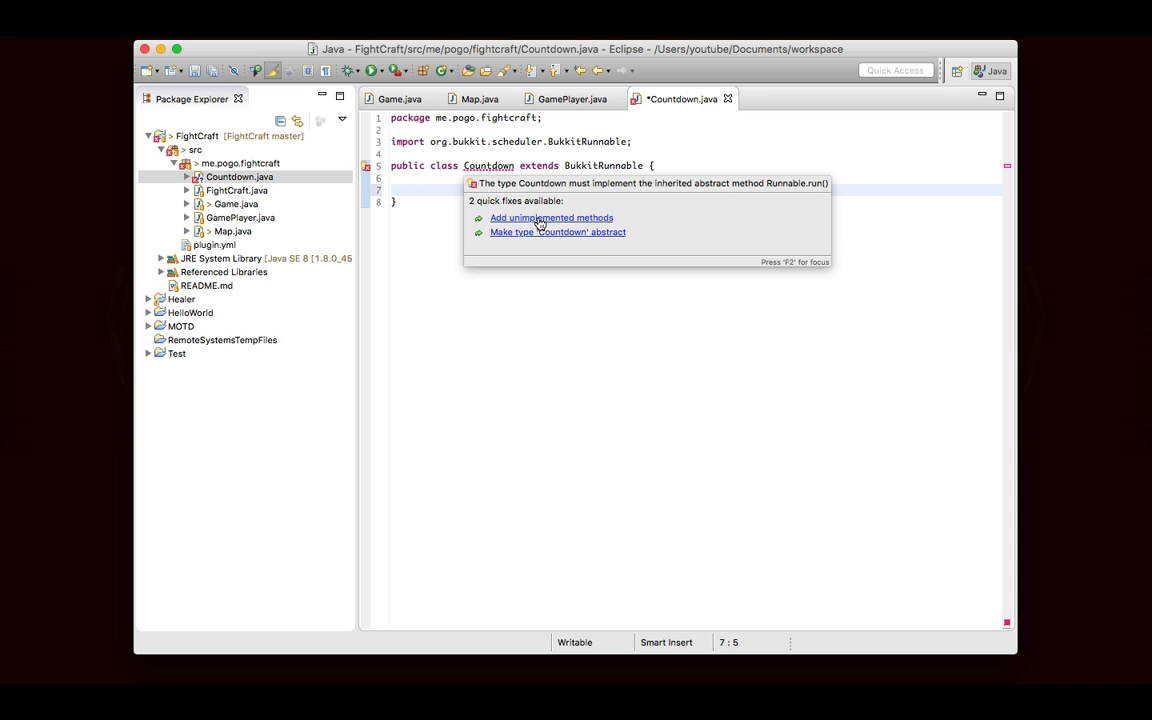 Java - FightCraft/src/me/pogo/fightcraft/Countdown.java - Eclipse - /Users/youtube/Documents/workspace
Quick Access
Java
Package Explorer
Game.java
Map.java
GamePlayer.java
*Countdown.java
> FightCraft [FightCraft master]
> src
> me.pogo.fightcraft
Countdown.java
FightCraft.java
> Game.java
GamePlayer.java
> Map.java
plugin.yml
JRE System Library [Java SE 8 [1.8.0_45
Referenced Libraries
README.md
Healer
HelloWorld
MOTD
RemoteSystemsTempFiles
Test
1 package me.pogo.fightcraft;
2
3 import org.bukkit.scheduler.BukkitRunnable;
4
5 public class Countdown extends BukkitRunnable {
6
7
8 }
The type Countdown must implement the inherited abstract method Runnable.run()
2 quick fixes available:
Add unimplemented methods
Make type 'Countdown' abstract
Press 'F2' for focus
Writable
Smart Insert
7 : 5